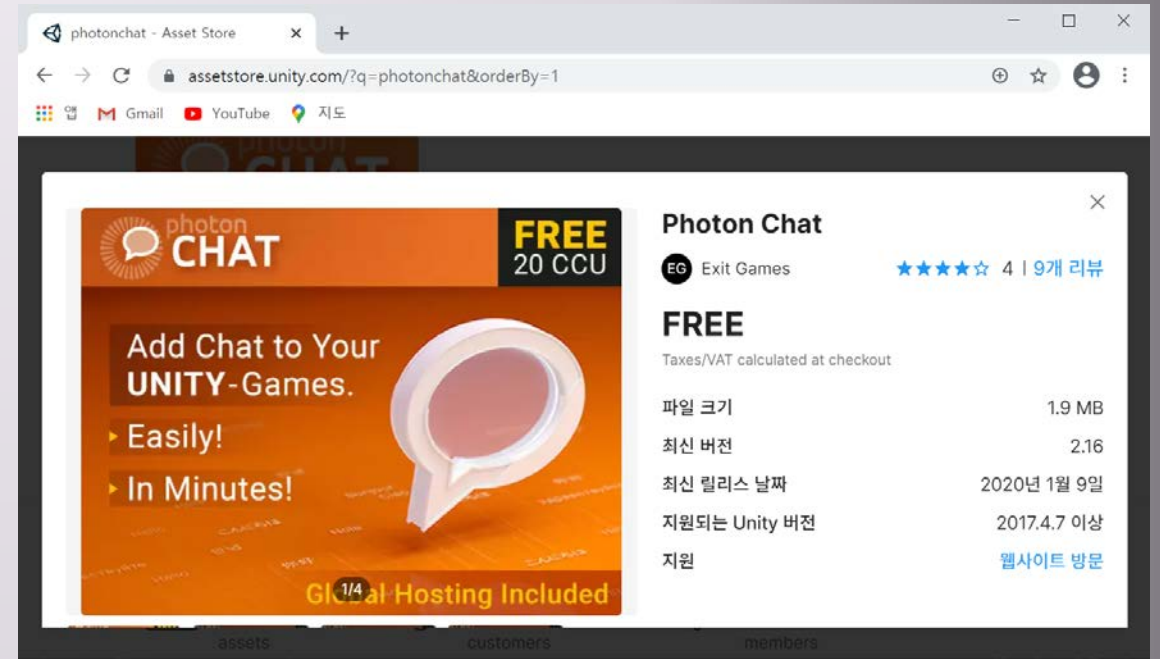 photonchat - Asset Store
assetstore.unity.com/?q=photonchat&orderBy=1
앱 Gmail YouTube 지도
photon
CHAT
photon
CHAT
FREE
20 CCU
Add Chat to Your
UNITY-Games.
Easily!
In Minutes!
1/4
Global Hosting Included
Photon Chat
EG Exit Games 4 | 9개 리뷰
FREE
Taxes/VAT calculated at checkout
파일 크기 1.9 MB
최신 버전 2.16
최신 릴리스 날짜 2020년 1월 9일
지원되는 Unity 버전 2017.4.7 이상
지원 웹사이트 방문
assets customers members